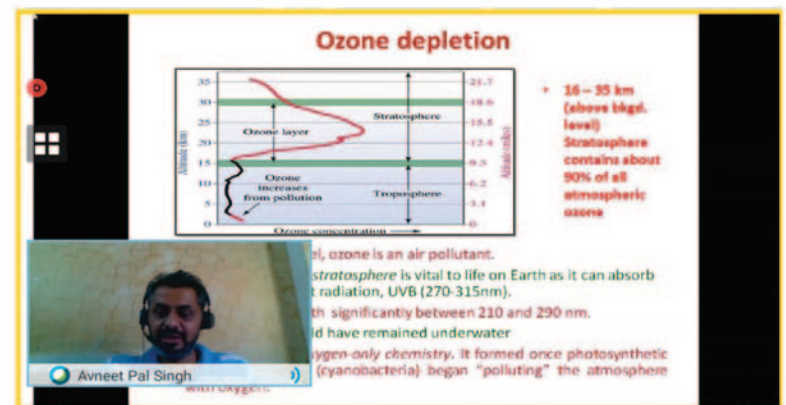 Ozone depletion
35
30
25
20
15
10
5
0
Altitude (km)
Ozone layer
Stratosphere
Ozone
increases
from pollution
Troposphere
21.7
18.6
15.5
12.4
9.3
6.2
3.1
0
Altitude (miles)
Ozone concentration
• 16 – 35 km
(above bkgd.
level)
Stratosphere
contains about
90% of all
atmospheric
ozone
el, ozone is an air pollutant.
stratosphere is vital to life on Earth as it can absorb
t radiation, UVB (270-315nm).
th significantly between 210 and 290 nm.
ld have remained underwater
xygen-only chemistry. It formed once photosynthetic
(cyanobacteria) began "polluting" the atmosphere
with oxygen.
Avneet Pal Singh